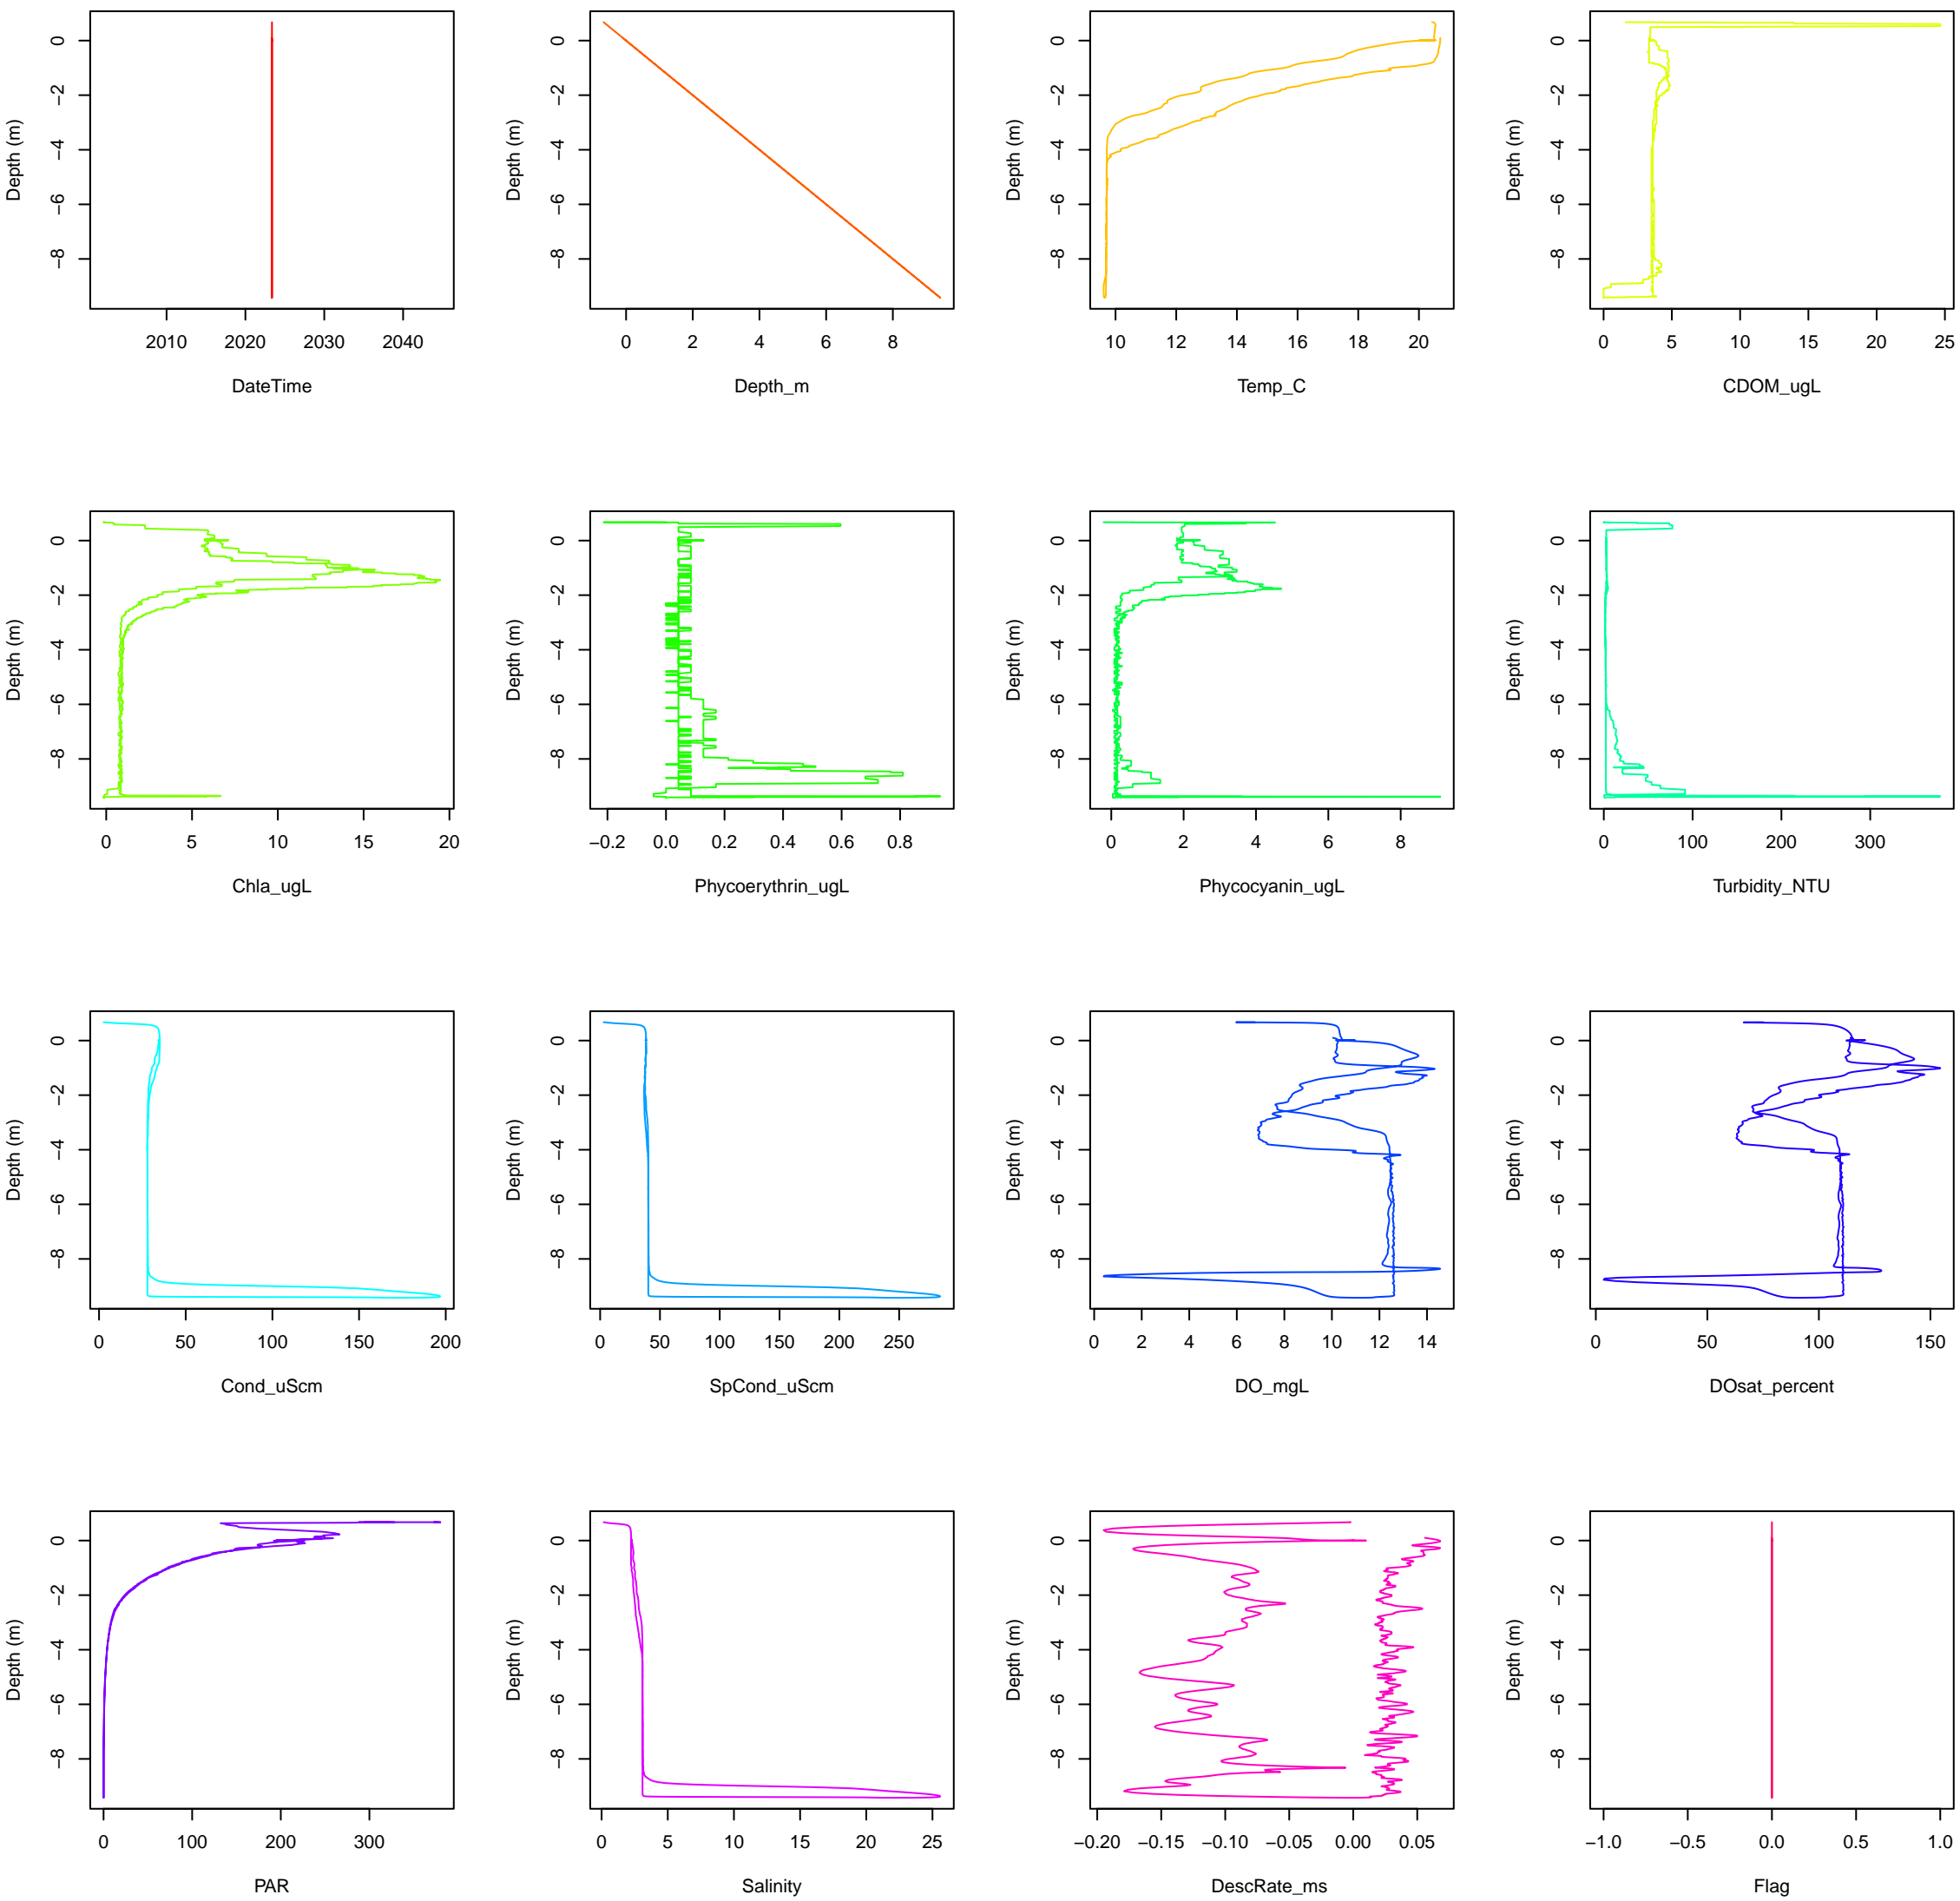 Depth (m) Depth (m) Depth (m) Depth (m)
0 0 0 0
−2 −2 −2 −2
−4 −4 −4 −4
−6 −6 −6 −6
−8 −8 −8 −8
2010 2020 2030 2040 0 2 4 6 8 10 12 14 16 18 20 0 5 10 15 20 25
DateTime Depth_m Temp_C CDOM_ugL
Depth (m) Depth (m) Depth (m) Depth (m)
0 0 0 0
−2 −2 −2 −2
−4 −4 −4 −4
−6 −6 −6 −6
−8 −8 −8 −8
0 5 10 15 20 −0.2 0.0 0.2 0.4 0.6 0.8 0 2 4 6 8 0 100 200 300
Chla_ugL Phycoerythrin_ugL Phycocyanin_ugL Turbidity_NTU
Depth (m) Depth (m) Depth (m) Depth (m)
0 0 0 0
−2 −2 −2 −2
−4 −4 −4 −4
−6 −6 −6 −6
−8 −8 −8 −8
0 50 100 150 200 0 50 100 150 200 250 0 2 4 6 8 10 12 14 0 50 100 150
Cond_uScm SpCond_uScm DO_mgL DOsat_percent
Depth (m) Depth (m) Depth (m) Depth (m)
0 0 0 0
−2 −2 −2 −2
−4 −4 −4 −4
−6 −6 −6 −6
−8 −8 −8 −8
0 100 200 300 0 5 10 15 20 25 −0.20 −0.15 −0.10 −0.05 0.00 0.05 −1.0 −0.5 0.0 0.5 1.0
PAR Salinity DescRate_ms Flag